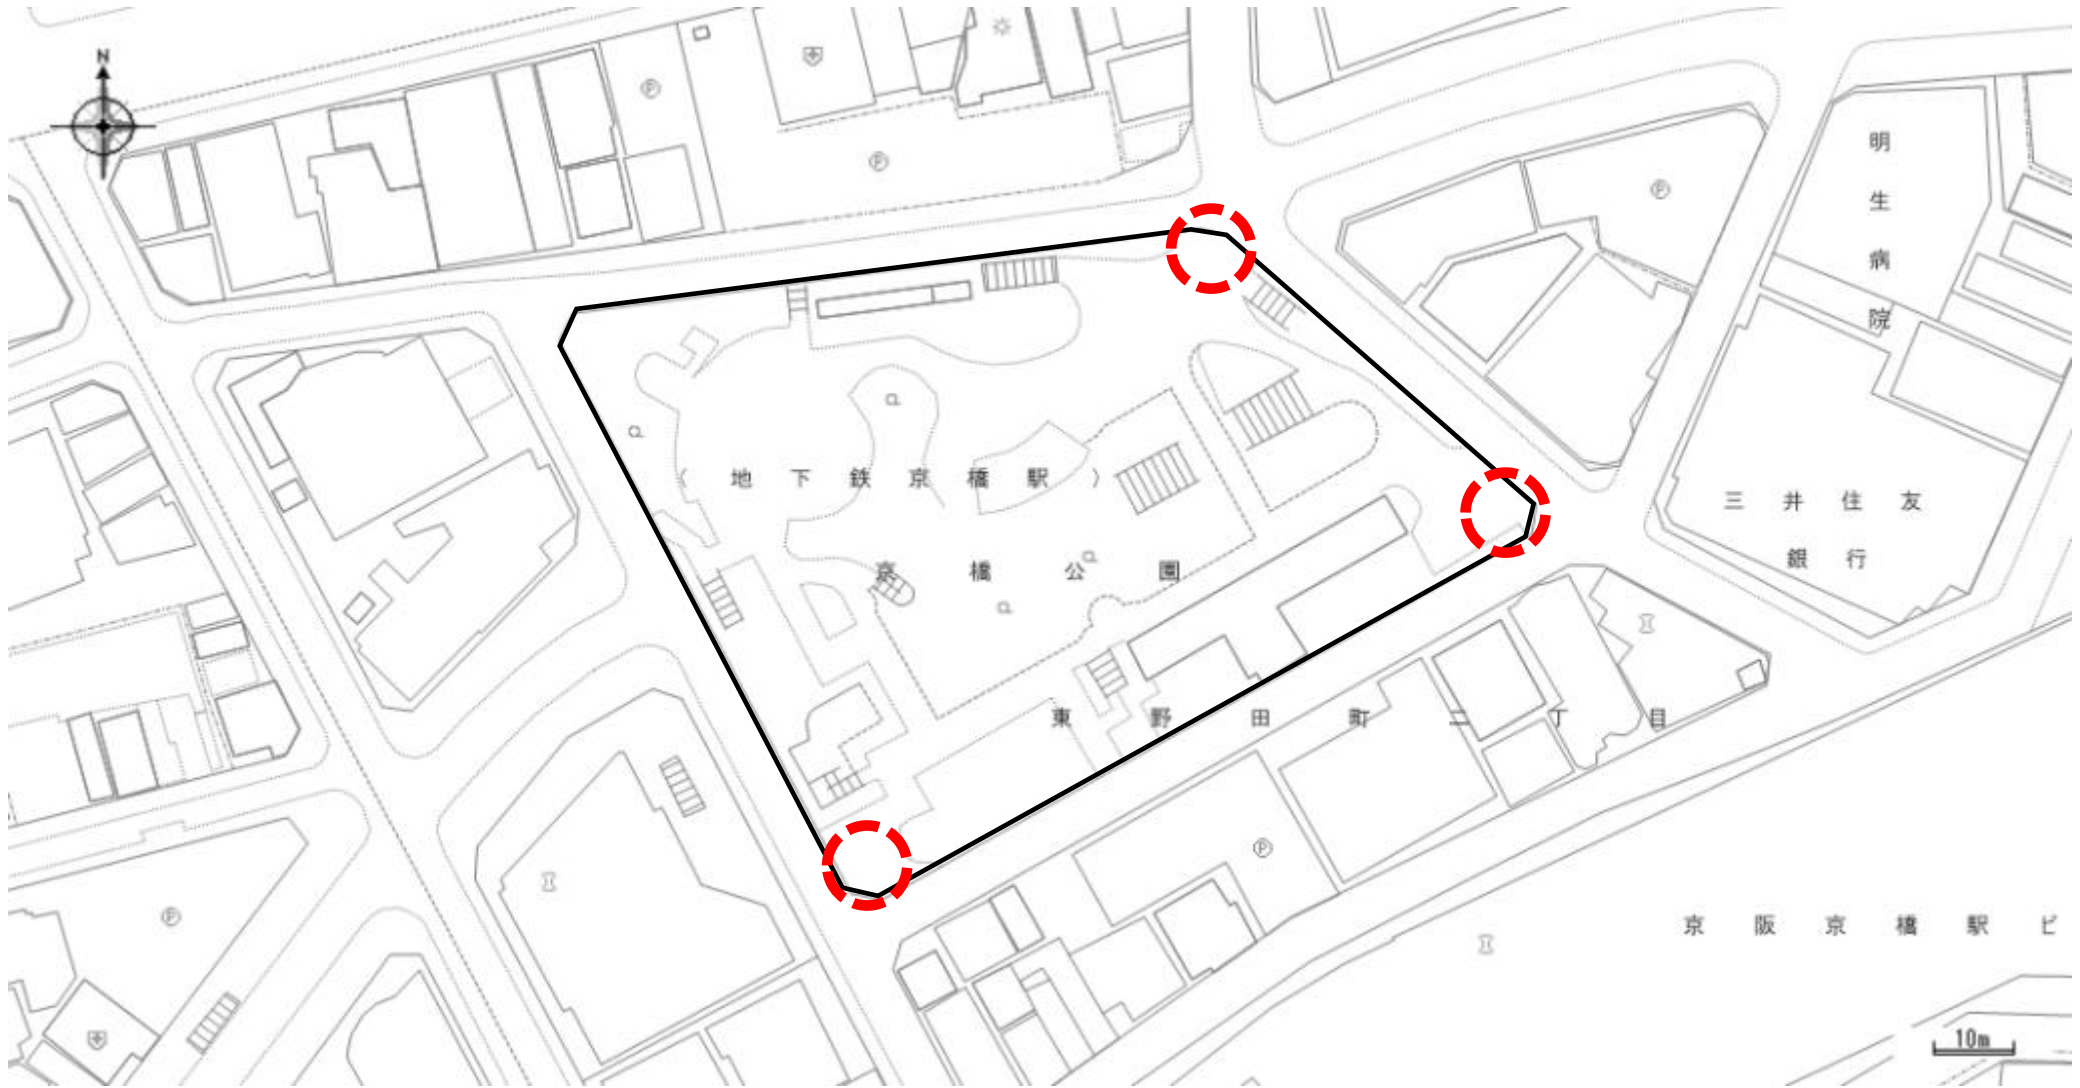 N
明生病院
(地下鉄京橋駅)
三井住友
銀行
京橋公園
東野田町二丁目
京阪京橋駅ビ
10m
P
P
P
P
P